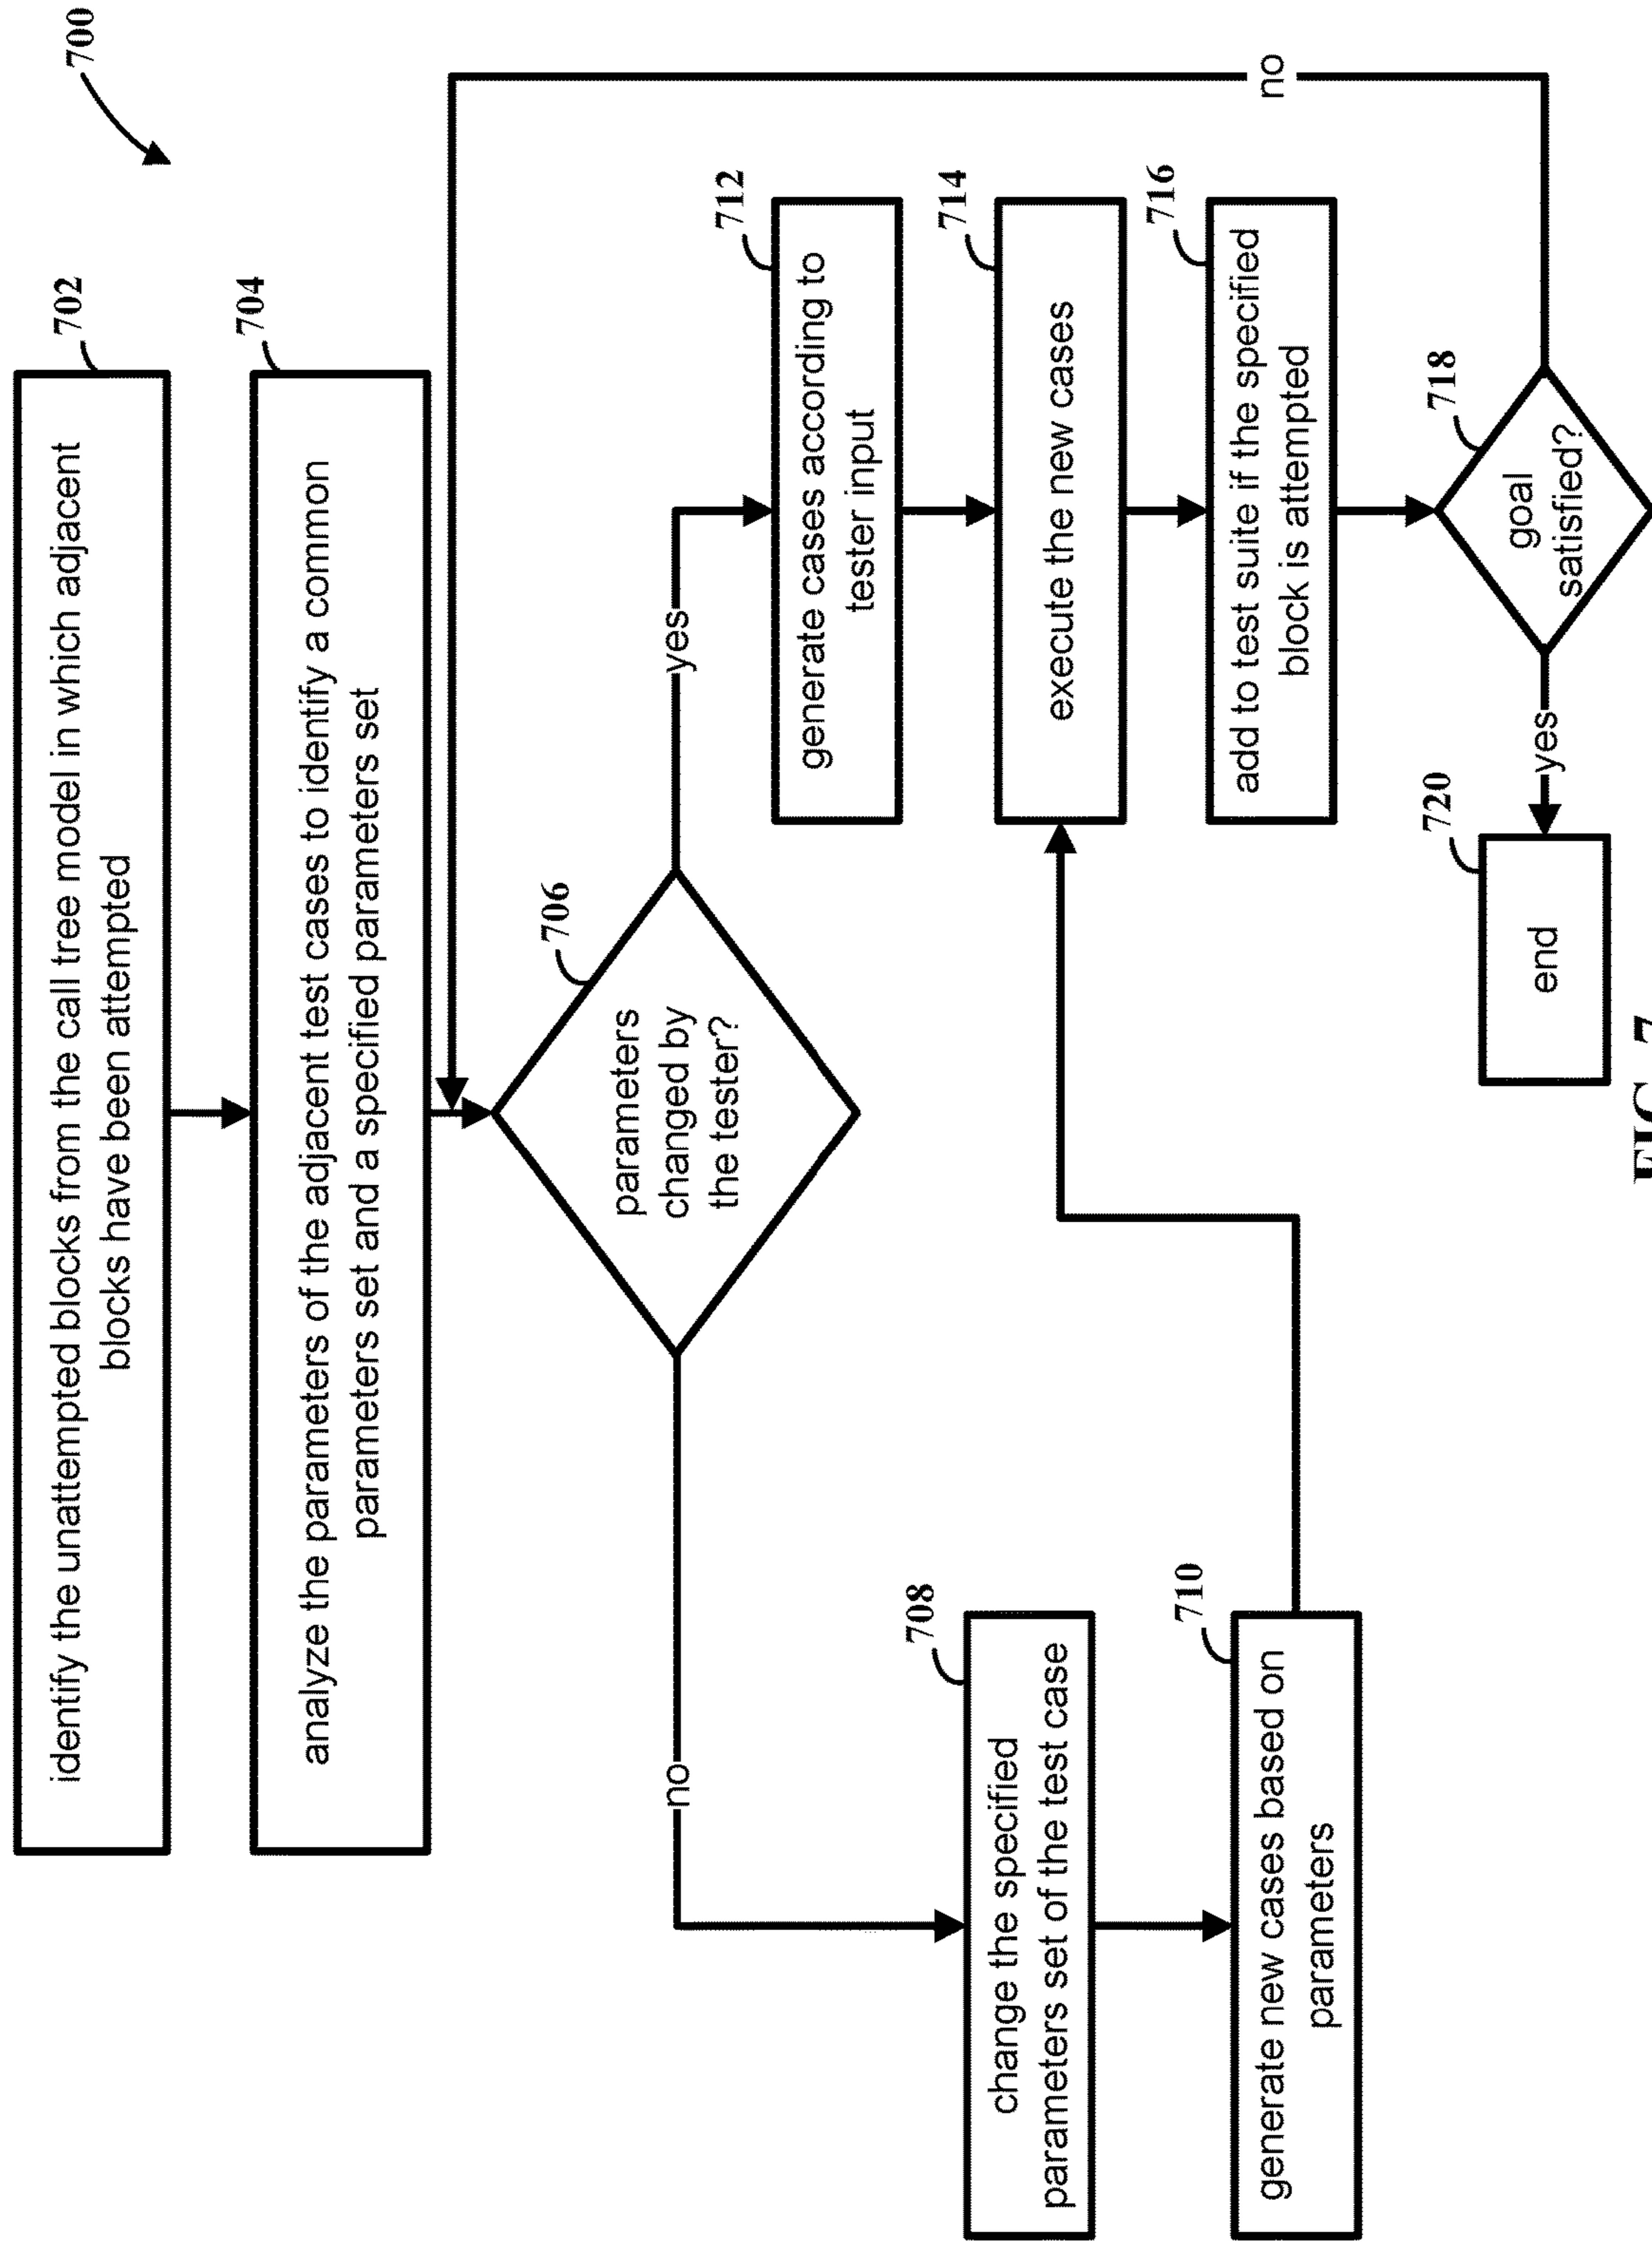 700
702
identify the unattempted blocks from the call tree model in which adjacent
blocks have been attempted
704
analyze the parameters of the adjacent test cases to identify a common
parameters set and a specified parameters set
706
parameters
changed by
the tester?
no
yes
708
change the specified
parameters set of the test case
710
generate new cases based on
parameters
712
generate cases according to
tester input
714
execute the new cases
716
add to test suite if the specified
block is attempted
718
goal
satisfied?
no
yes
720
end
FIG. 7